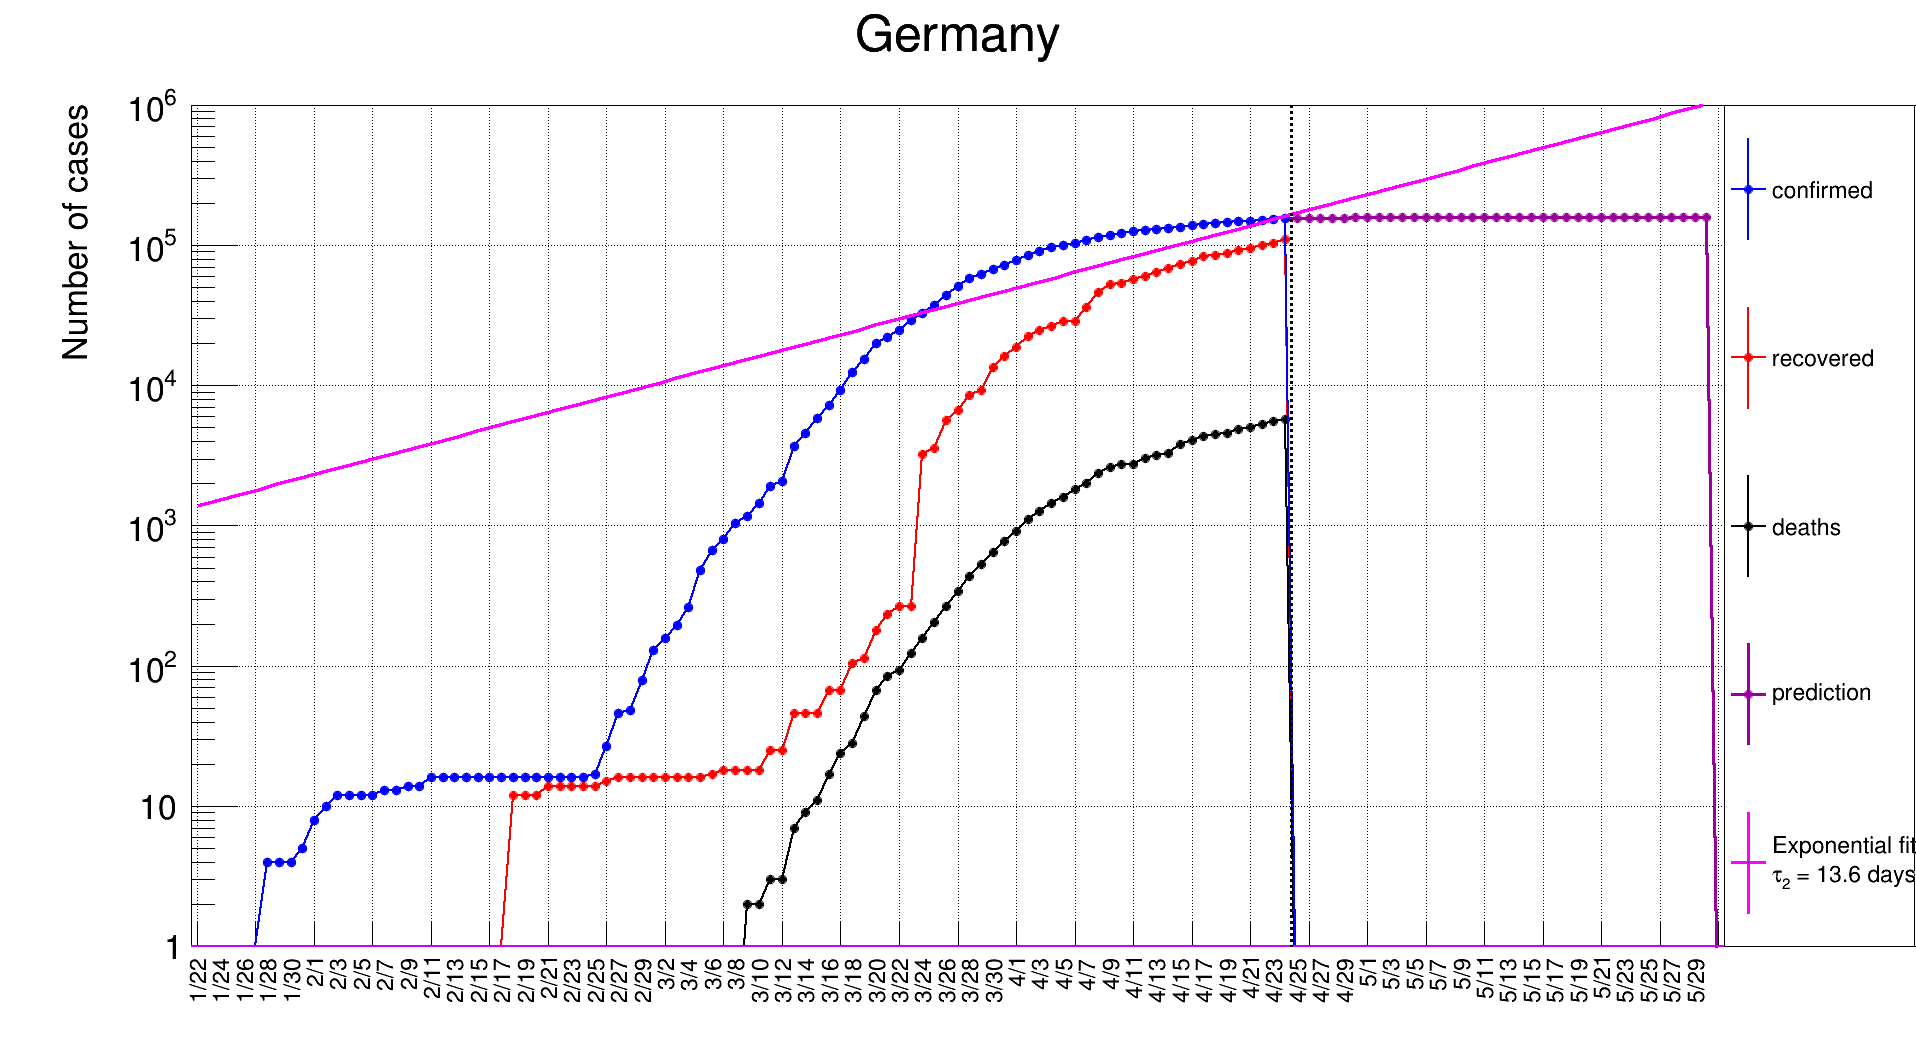 Germany
Number of cases
10^6
10^5
10^4
10^3
10^2
10
1
1/22 1/24 1/26 1/28 1/30 2/1 2/3 2/5 2/7 2/9 2/11 2/13 2/15 2/17 2/19 2/21 2/23 2/25 2/27 2/29 3/2 3/4 3/6 3/8 3/10 3/12 3/14 3/16 3/18 3/20 3/22 3/24 3/26 3/28 3/30 4/1 4/3 4/5 4/7 4/9 4/11 4/13 4/15 4/17 4/19 4/21 4/23 4/25 4/27 4/29 5/1 5/3 5/5 5/7 5/9 5/11 5/13 5/15 5/17 5/19 5/21 5/23 5/25 5/27 5/29
confirmed
recovered
deaths
prediction
Exponential fit
τ₂ = 13.6 days